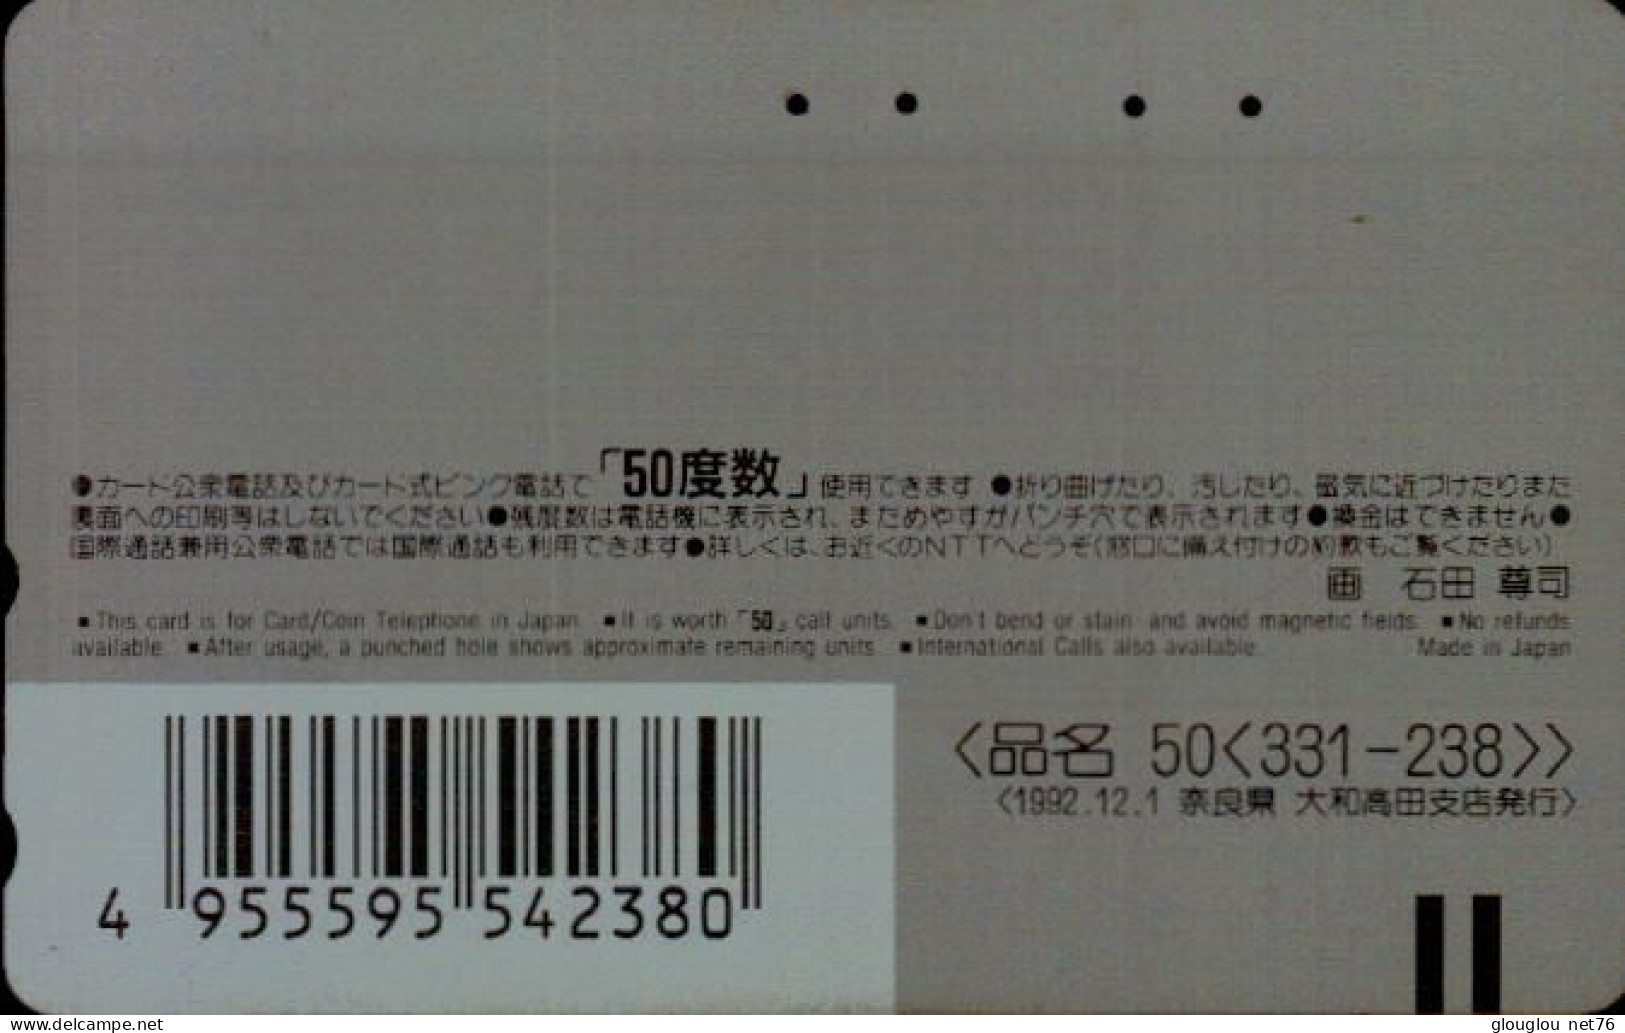 ●カード公衆電話及びカード式ピンク電話で「50度数」使用できます ●折り曲げたり、汚したり、磁気に近づけたりまた
裏面への印刷等はしないでください●残度数は電話機に表示され、まためやすがパンチ穴で表示されます●換金はできません●
国際通話兼用公衆電話では国際通話も利用できます●詳しくは、お近くのNTTへどうぞ(窓口に備え付けの約款もご覧ください)
画 石田 尊司
■This card is for Card/Coin Telephone in Japan. ■It is worth「50」call units. ■Don't bend or stain and avoid magnetic fields. ■No refunds
available. ■After usage, a punched hole shows approximate remaining units. ■International Calls also available. Made in Japan
〈品名 50〈331-238〉〉
〈1992.12.1 奈良県 大和高田支店発行〉
4 955595 542380
www.delcampe.net
glouglou_net76